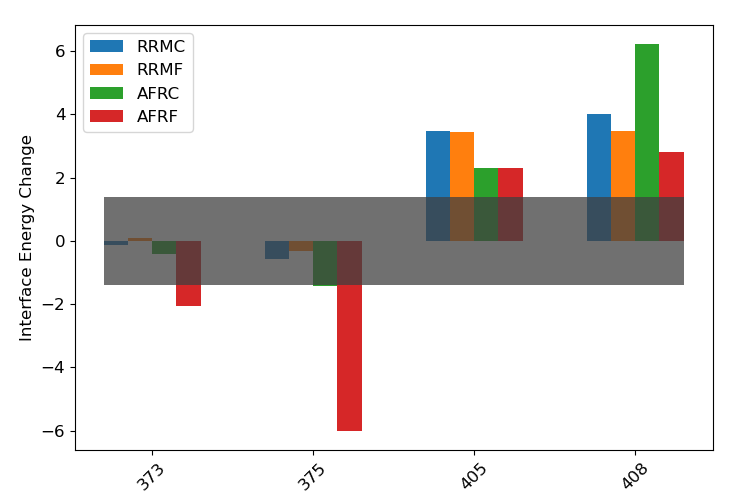 RRMC
RRMF
AFRC
AFRF
Interface Energy Change
6
4
2
0
−2
−4
−6
373
375
405
408